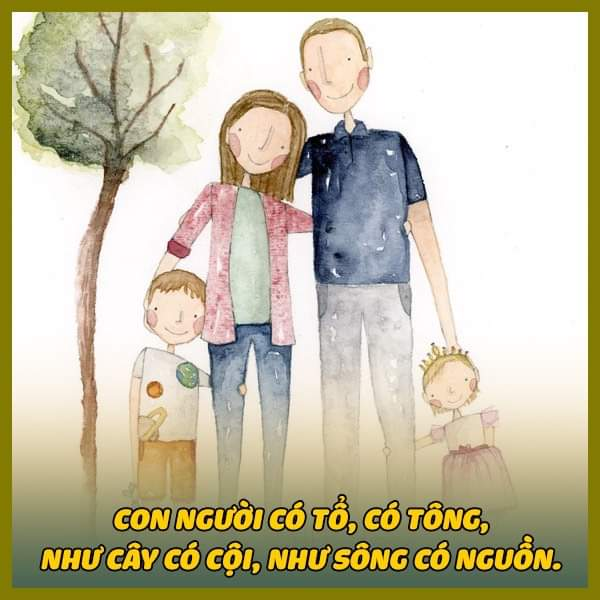 CON NGƯỜI CÓ TỔ, CÓ TÔNG,
NHƯ CÂY CÓ CỘI, NHƯ SÔNG CÓ NGUỒN.